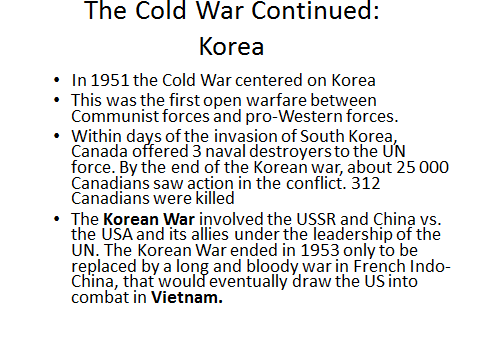 The Cold War Continued:
Korea
• In 1951 the Cold War centered on Korea
• This was the first open warfare between
Communist forces and pro-Western forces.
• Within days of the invasion of South Korea,
Canada offered 3 naval destroyers to the UN
force. By the end of the Korean war, about 25 000
Canadians saw action in the conflict. 312
Canadians were killed
• The Korean War involved the USSR and China vs.
the USA and its allies under the leadership of the
UN. The Korean War ended in 1953 only to be
replaced by a long and bloody war in French Indo-
China, that would eventually draw the US into
combat in Vietnam.